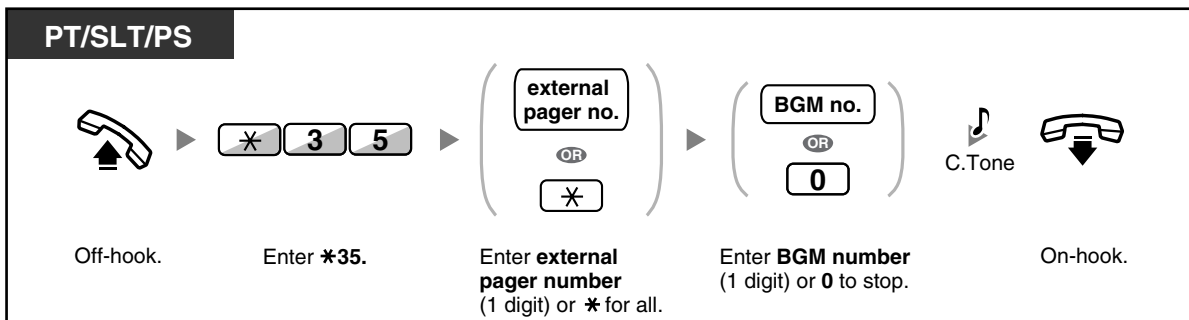 PT/SLT/PS
external
pager no.
OR
✳
✳ 3 5
BGM no.
OR
0
C.Tone
Off-hook.
Enter ✳35.
Enter external
pager number
(1 digit) or ✳ for all.
Enter BGM number
(1 digit) or 0 to stop.
On-hook.